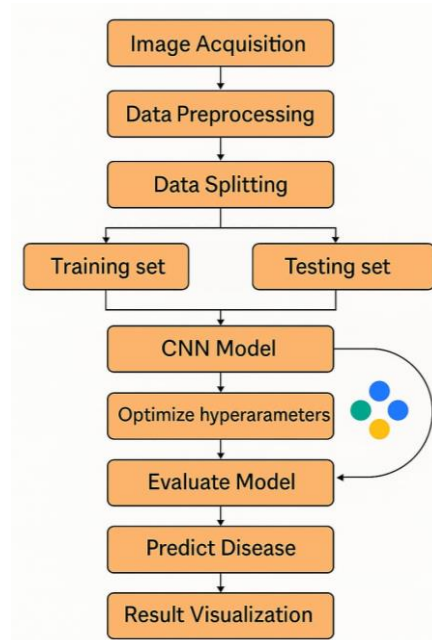 Image Acquisition
Data Preprocessing
Data Splitting
Training set
Testing set
CNN Model
Optimize hyperarameters
Evaluate Model
Predict Disease
Result Visualization